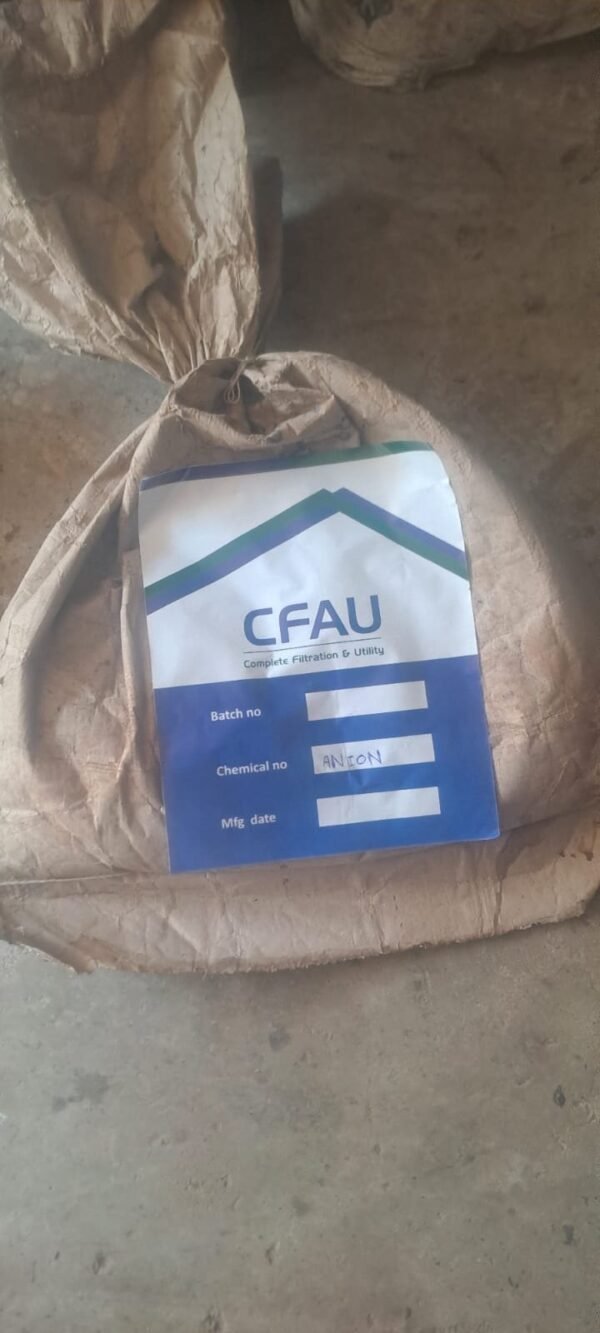 CFAU
Complete Filtration & Utility
Batch no
Chemical no ANION
Mfg date